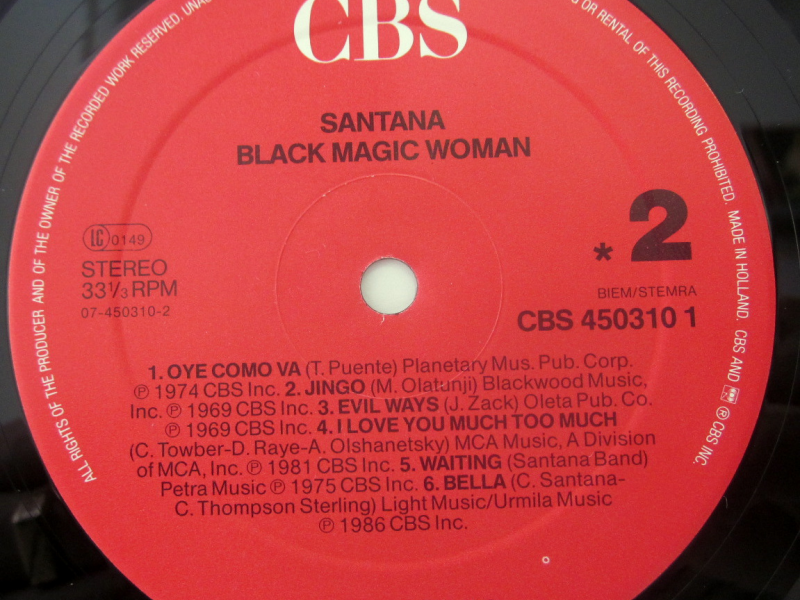 ALL RIGHTS OF THE PRODUCER AND OF THE OWNER OF THE RECORDED WORK RESERVED. UNA
OR RENTAL OF THIS RECORDING PROHIBITED. MADE IN HOLLAND. CBS AND ℗ CBS INC.
CBS
SANTANA
BLACK MAGIC WOMAN
LC 0149
STEREO
33⅓ RPM
07-450310-2
* 2
BIEM/STEMRA
CBS 450310 1
1. OYE COMO VA (T. Puente) Planetary Mus. Pub. Corp.
℗ 1974 CBS Inc. 2. JINGO (M. Olatunji) Blackwood Music,
Inc. ℗ 1969 CBS Inc. 3. EVIL WAYS (J. Zack) Oleta Pub. Co.
℗ 1969 CBS Inc. 4. I LOVE YOU MUCH TOO MUCH
(C. Towber-D. Raye-A. Olshanetsky) MCA Music, A Division
of MCA, Inc. ℗ 1981 CBS Inc. 5. WAITING (Santana Band)
Petra Music ℗ 1975 CBS Inc. 6. BELLA (C. Santana-
C. Thompson Sterling) Light Music/Urmila Music
℗ 1986 CBS Inc.